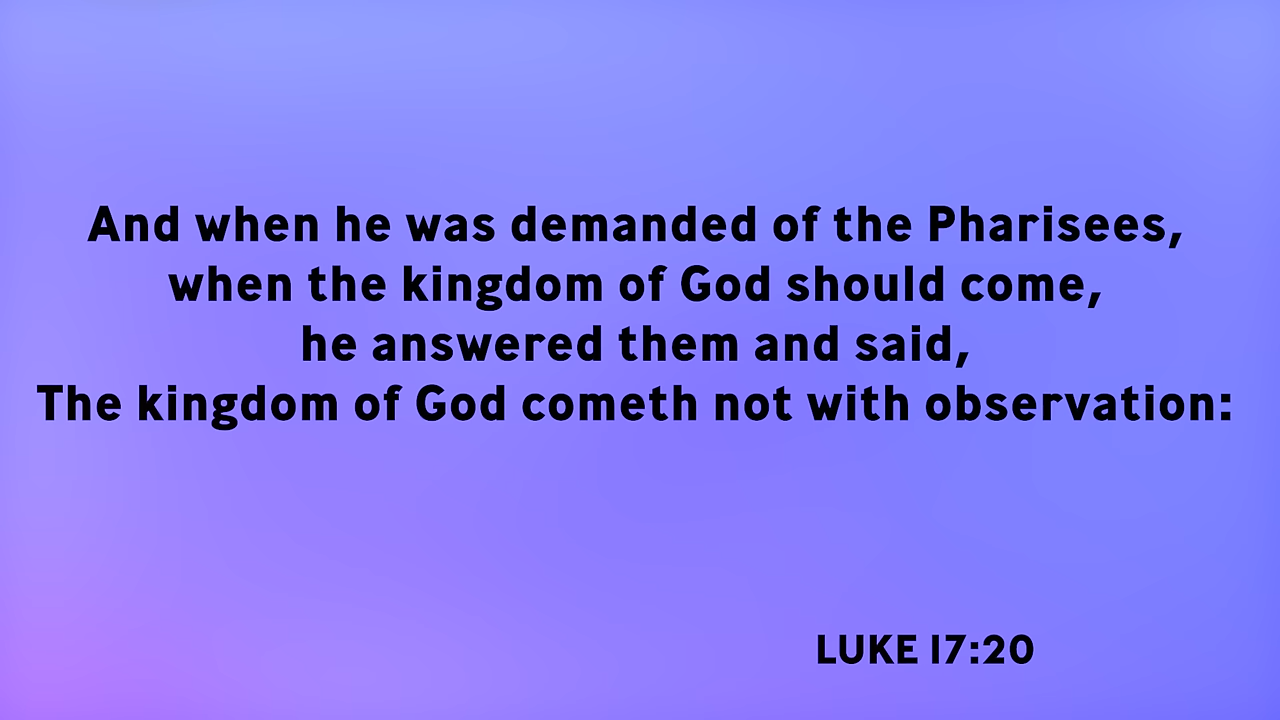 And when he was demanded of the Pharisees,
when the kingdom of God should come,
he answered them and said,
The kingdom of God cometh not with observation:
LUKE 17:20